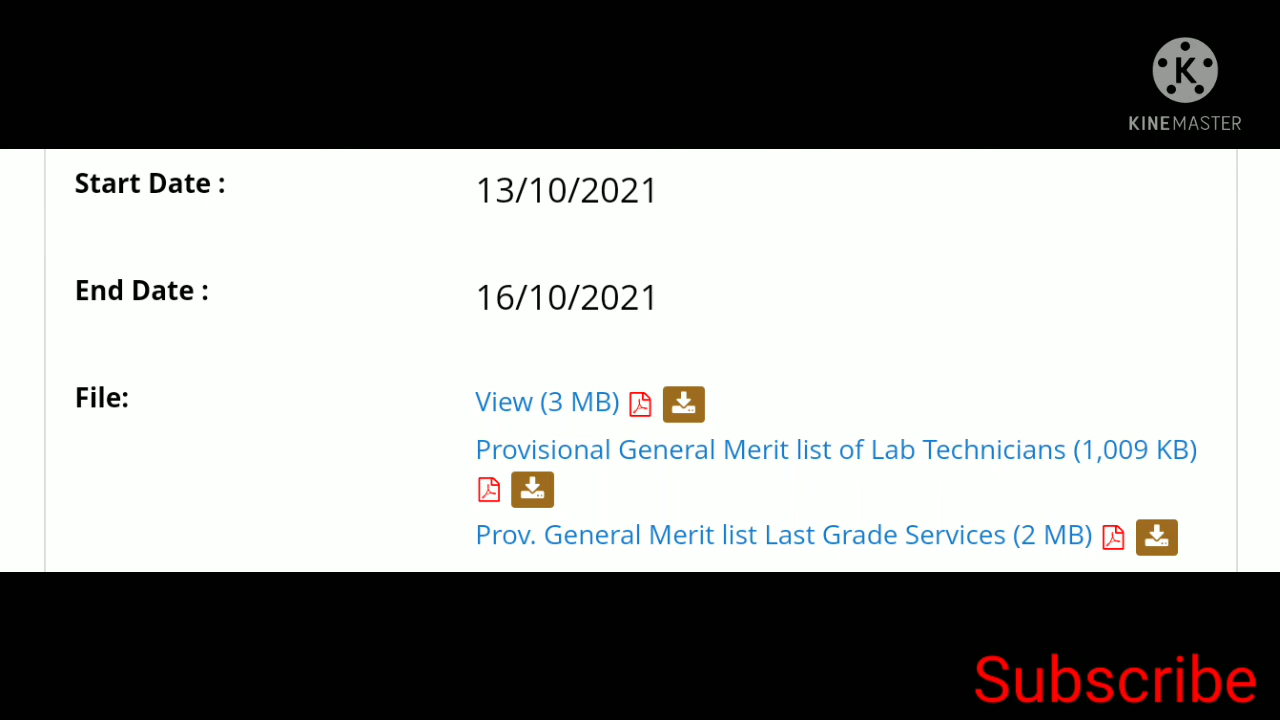 K
KINEMASTER
Start Date : 13/10/2021
End Date : 16/10/2021
File: View (3 MB)
Provisional General Merit list of Lab Technicians (1,009 KB)
Prov. General Merit list Last Grade Services (2 MB)
Subscribe